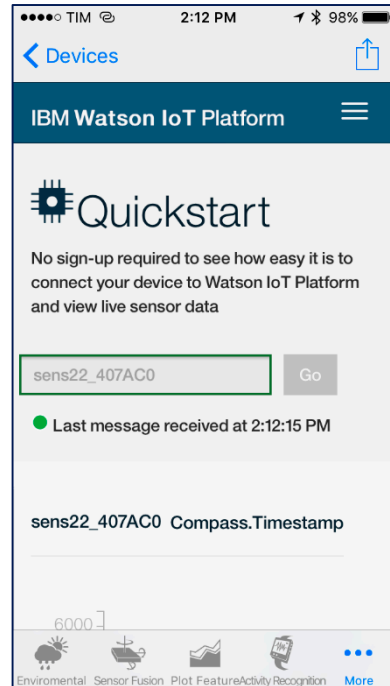 TIM 2:12 PM 98%
Devices
IBM Watson IoT Platform
Quickstart
No sign-up required to see how easy it is to
connect your device to Watson IoT Platform
and view live sensor data
sens22_407AC0 Go
Last message received at 2:12:15 PM
sens22_407AC0 Compass.Timestamp
6000
Enviromental Sensor Fusion Plot Feature Activity Recognition More